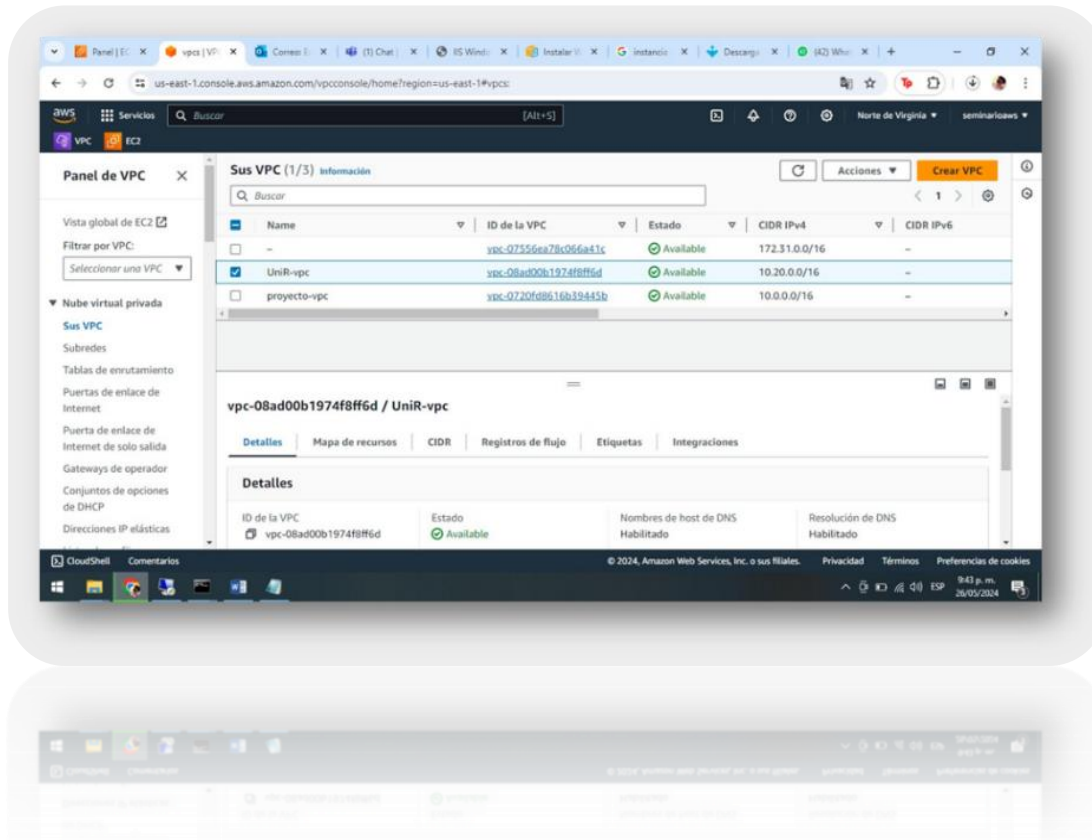 Panel | EC
vpcs | VP
Correo
(1) Chat |
IIS Wind
Instalar
instancia
Descarg
(42) Wh
us-east-1.console.aws.amazon.com/vpcconsole/home?region=us-east-1#vpcs:
aws
Servicios
Buscar
[Alt+S]
Norte de Virginia
seminarioaws
VPC
EC2
Panel de VPC
Vista global de EC2
Filtrar por VPC:
Seleccionar una VPC
Nube virtual privada
Sus VPC
Subredes
Tablas de enrutamiento
Puertas de enlace de
Internet
Puerta de enlace de
Internet de solo salida
Gateways de operador
Conjuntos de opciones
de DHCP
Direcciones IP elásticas
Sus VPC (1/3) Información
Acciones
Crear VPC
Buscar
1
Name ID de la VPC Estado CIDR IPv4 CIDR IPv6
– vpc-07556ea78c066a41c Available 172.31.0.0/16 –
UniR-vpc vpc-08ad00b1974f8ff6d Available 10.20.0.0/16 –
proyecto-vpc vpc-0720fd8616b39445b Available 10.0.0.0/16 –
vpc-08ad00b1974f8ff6d / UniR-vpc
Detalles Mapa de recursos CIDR Registros de flujo Etiquetas Integraciones
Detalles
ID de la VPC Estado Nombres de host de DNS Resolución de DNS
vpc-08ad00b1974f8ff6d Available Habilitado Habilitado
CloudShell Comentarios © 2024, Amazon Web Services, Inc. o sus filiales. Privacidad Términos Preferencias de cookies
ESP
9:43 p. m.
26/05/2024